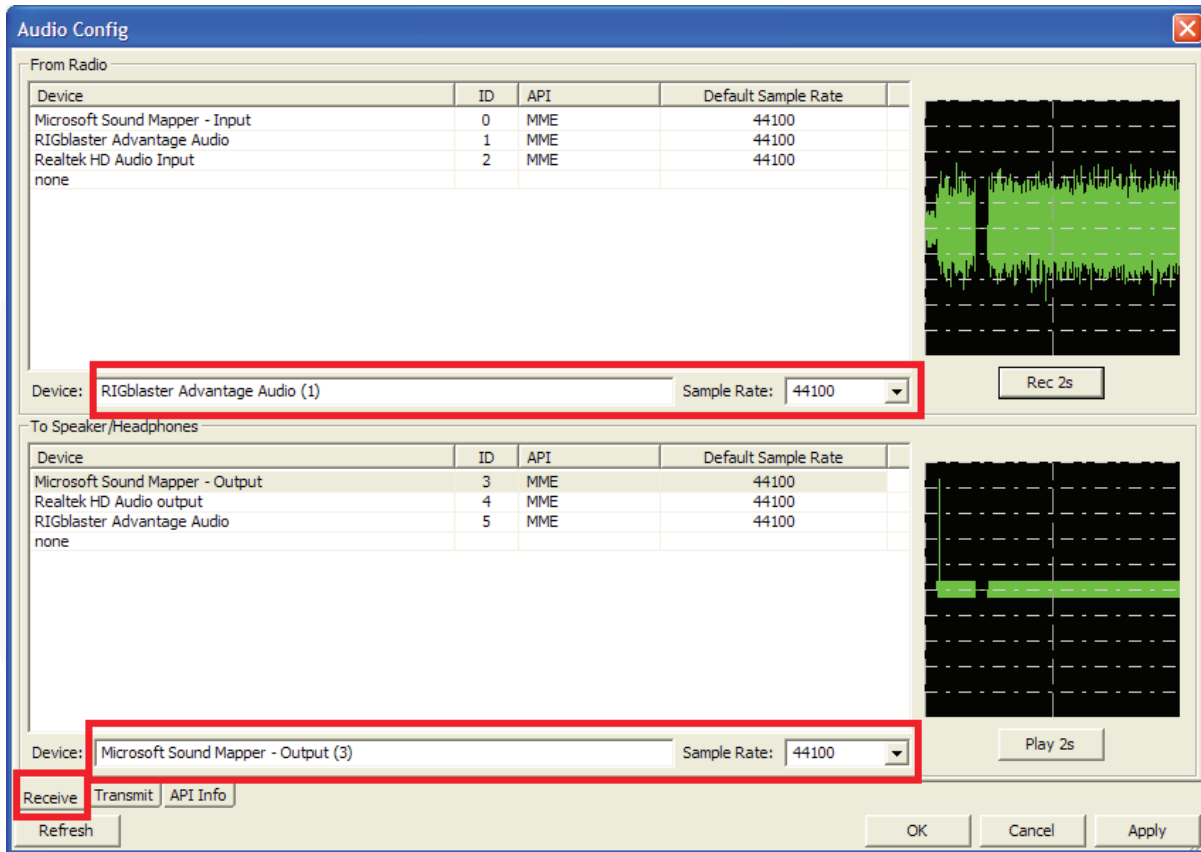 Audio Config
From Radio
Device ID API Default Sample Rate
Microsoft Sound Mapper - Input 0 MME 44100
RIGblaster Advantage Audio 1 MME 44100
Realtek HD Audio Input 2 MME 44100
none
Device: RIGblaster Advantage Audio (1) Sample Rate: 44100
Rec 2s
To Speaker/Headphones
Device ID API Default Sample Rate
Microsoft Sound Mapper - Output 3 MME 44100
Realtek HD Audio output 4 MME 44100
RIGblaster Advantage Audio 5 MME 44100
none
Device: Microsoft Sound Mapper - Output (3) Sample Rate: 44100
Play 2s
Receive Transmit API Info
Refresh OK Cancel Apply